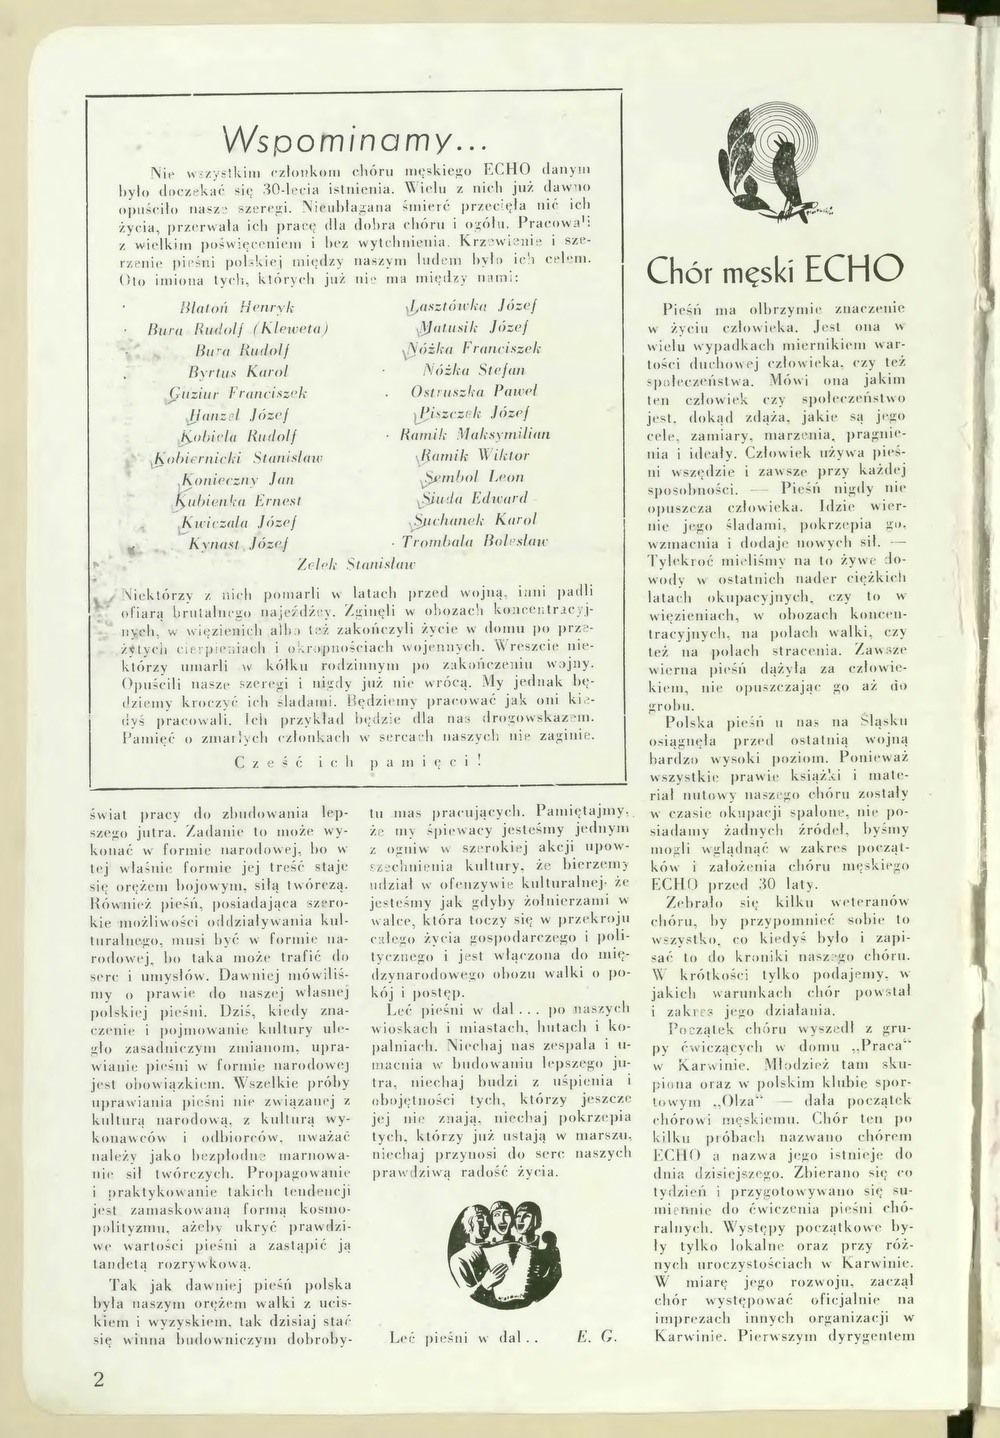 Wspominamy...
Nie wszystkim członkom chóru męskiego ECHO danym
było doczekać się 30-lecia istnienia. Wielu z nich już dawno
opuściło nasze szeregi. Nieubłagana śmierć przecięła nić ich
życia, przerwała ich pracę dla dobra chóru i ogółu. Pracowali
z wielkim poświęceniem i bez wytchnienia. Krzewienie i sze-
rzenie pieśni polskiej między naszym ludem było ich celem.
Oto imiona tych, których już nie ma między nami:
Błatoń Henryk
Bura Rudolf (Kleweta)
Bura Rudolf
Byrtus Karol
Guziur Franciszek
Hanzel Józef
Kobiela Rudolf
Kobiernicki Stanisław
Konieczny Jan
Kubienka Ernest
Kwiczala Józef
Kynast Józef
Łasztówka Józef
Matusik Józef
Nóżka Franciszek
Nóżka Stefan
Ostruszka Paweł
Piszczek Józef
Ramik Maksymilian
Ramik Wiktor
Sembol Leon
Siuda Edward
Suchanek Karol
Trombala Bolesław
Zelek Stanisław
Niektórzy z nich pomarli w latach przed wojną, inni padli
ofiarą brutalnego najeźdźcy. Zginęli w obozach koncentracyj-
nych, w więzienich albo też zakończyli życie w domu po prze-
żytych cierpieniach i okropnościach wojennych. Wreszcie nie-
którzy umarli w kółku rodzinnym po zakończeniu wojny.
Opuścili nasze szeregi i nigdy już nie wrócą. My jednak bę-
dziemy kroczyć ich śladami. Będziemy pracować jak oni kie-
dyś pracowali. Ich przykład będzie dla nas drogowskazem.
Pamięć o zmarłych członkach w sercach naszych nie zaginie.
Cześć ich pamięci!
świat pracy do zbudowania lep-
szego jutra. Zadanie to może wy-
konać w formie narodowej, bo w
tej właśnie formie jej treść staje
się orężem bojowym, siłą twórczą.
Również pieśń, posiadająca szero-
kie możliwości oddziaływania kul-
turalnego, musi być w formie na-
rodowej, bo taka może trafić do
serc i umysłów. Dawniej mówiliś-
my o prawie do naszej własnej
polskiej pieśni. Dziś, kiedy zna-
czenie i pojmowanie kultury ule-
gło zasadniczym zmianom, upra-
wianie pieśni w formie narodowej
jest obowiązkiem. Wszelkie próby
uprawiania pieśni nie związanej z
kulturą narodową, z kulturą wy-
konawców i odbiorców, uważać
należy jako bezpłodne marnowa-
nie sił twórczych. Propagowanie
i praktykowanie takich tendencji
jest zamaskowaną formą kosmo-
polityzmu, ażeby ukryć prawdzi-
we wartości pieśni a zastąpić ją
tandetą rozrywkową.
Tak jak dawniej pieśń polska
była naszym orężem walki z ucis-
kiem i wyzyskiem, tak dzisiaj stać
się winna budowniczym dobroby-
tu mas pracujących. Pamiętajmy,
że my śpiewacy jesteśmy jednym
z ogniw w szerokiej akcji upow-
szechnienia kultury, że bierzemy
udział w ofenzywie kulturalnej, że
jesteśmy jak gdyby żołnierzami w
walce, która toczy się w przekroju
całego życia gospodarczego i poli-
tycznego i jest włączona do mię-
dzynarodowego obozu walki o po-
kój i postęp.
Leć pieśni w dal... po naszych
wioskach i miastach, hutach i ko-
palniach. Niechaj nas zespala i u-
macnia w budowaniu lepszego ju-
tra, niechaj budzi z uśpienia i
obojętności tych, którzy jeszcze
jej nie znają, niechaj pokrzepia
tych, którzy już ustają w marszu,
niechaj przynosi do serc naszych
prawdziwą radość życia.
Leć pieśni w dal.. E. G.
Chór męski ECHO
Pieśń ma olbrzymie znaczenie
w życiu człowieka. Jest ona w
wielu wypadkach miernikiem war-
tości duchowej człowieka, czy też
społeczeństwa. Mówi ona jakim
ten człowiek czy społeczeństwo
jest, dokąd zdąża, jakie są jego
cele, zamiary, marzenia, pragnie-
nia i ideały. Człowiek używa pieś-
ni wszędzie i zawsze przy każdej
sposobności. — Pieśń nigdy nie
opuszcza człowieka. Idzie wier-
nie jego śladami, pokrzepia go,
wzmacnia i dodaje nowych sił. —
Tylekroć mieliśmy na to żywe do-
wody w ostatnich nader ciężkich
latach okupacyjnych, czy to w
więzieniach, w obozach koncen-
tracyjnych, na polach walki, czy
też na polach stracenia. Zawsze
wierna pieśń dążyła za człowie-
kiem, nie opuszczając go aż do
grobu.
Polska pieśń u nas na Śląsku
osiągnęła przed ostatnią wojną
bardzo wysoki poziom. Ponieważ
wszystkie prawie książki i mate-
riał nutowy naszego chóru zostały
w czasie okupacji spalone, nie po-
siadamy żadnych źródeł, byśmy
mogli wglądnąć w zakres począt-
ków i założenia chóru męskiego
ECHO przed 30 laty.
Zebrało się kilku weteranów
chóru, by przypomnieć sobie to
wszystko, co kiedyś było i zapi-
sać to do kroniki naszego chóru.
W krótkości tylko podajemy, w
jakich warunkach chór powstał
i zakres jego działania.
Początek chóru wyszedł z gru-
py ćwiczących w domu „Praca“
w Karwinie. Młodzież tam sku-
piona oraz w polskim klubie spor-
towym „Olza“ — dała początek
chórowi męskiemu. Chór ten po
kilku próbach nazwano chórem
ECHO a nazwa jego istnieje do
dnia dzisiejszego. Zbierano się co
tydzień i przygotowywano się su-
miennie do ćwiczenia pieśni chó-
ralnych. Występy początkowe by-
ły tylko lokalne oraz przy róż-
nych uroczystościach w Karwinie.
W miarę jego rozwoju, zaczął
chór występować oficjalnie na
imprezach innych organizacji w
Karwinie. Pierwszym dyrygentem
2